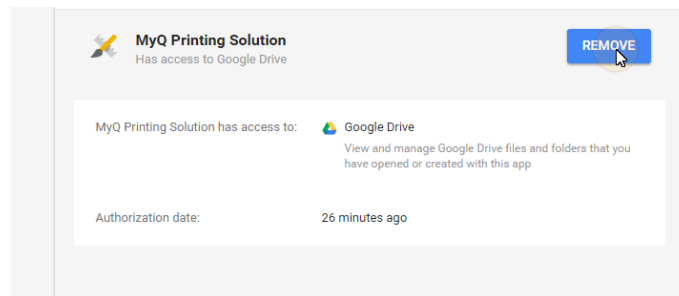 MyQ Printing Solution
Has access to Google Drive
REMOVE
MyQ Printing Solution has access to:
Google Drive
View and manage Google Drive files and folders that you
have opened or created with this app
Authorization date:
26 minutes ago